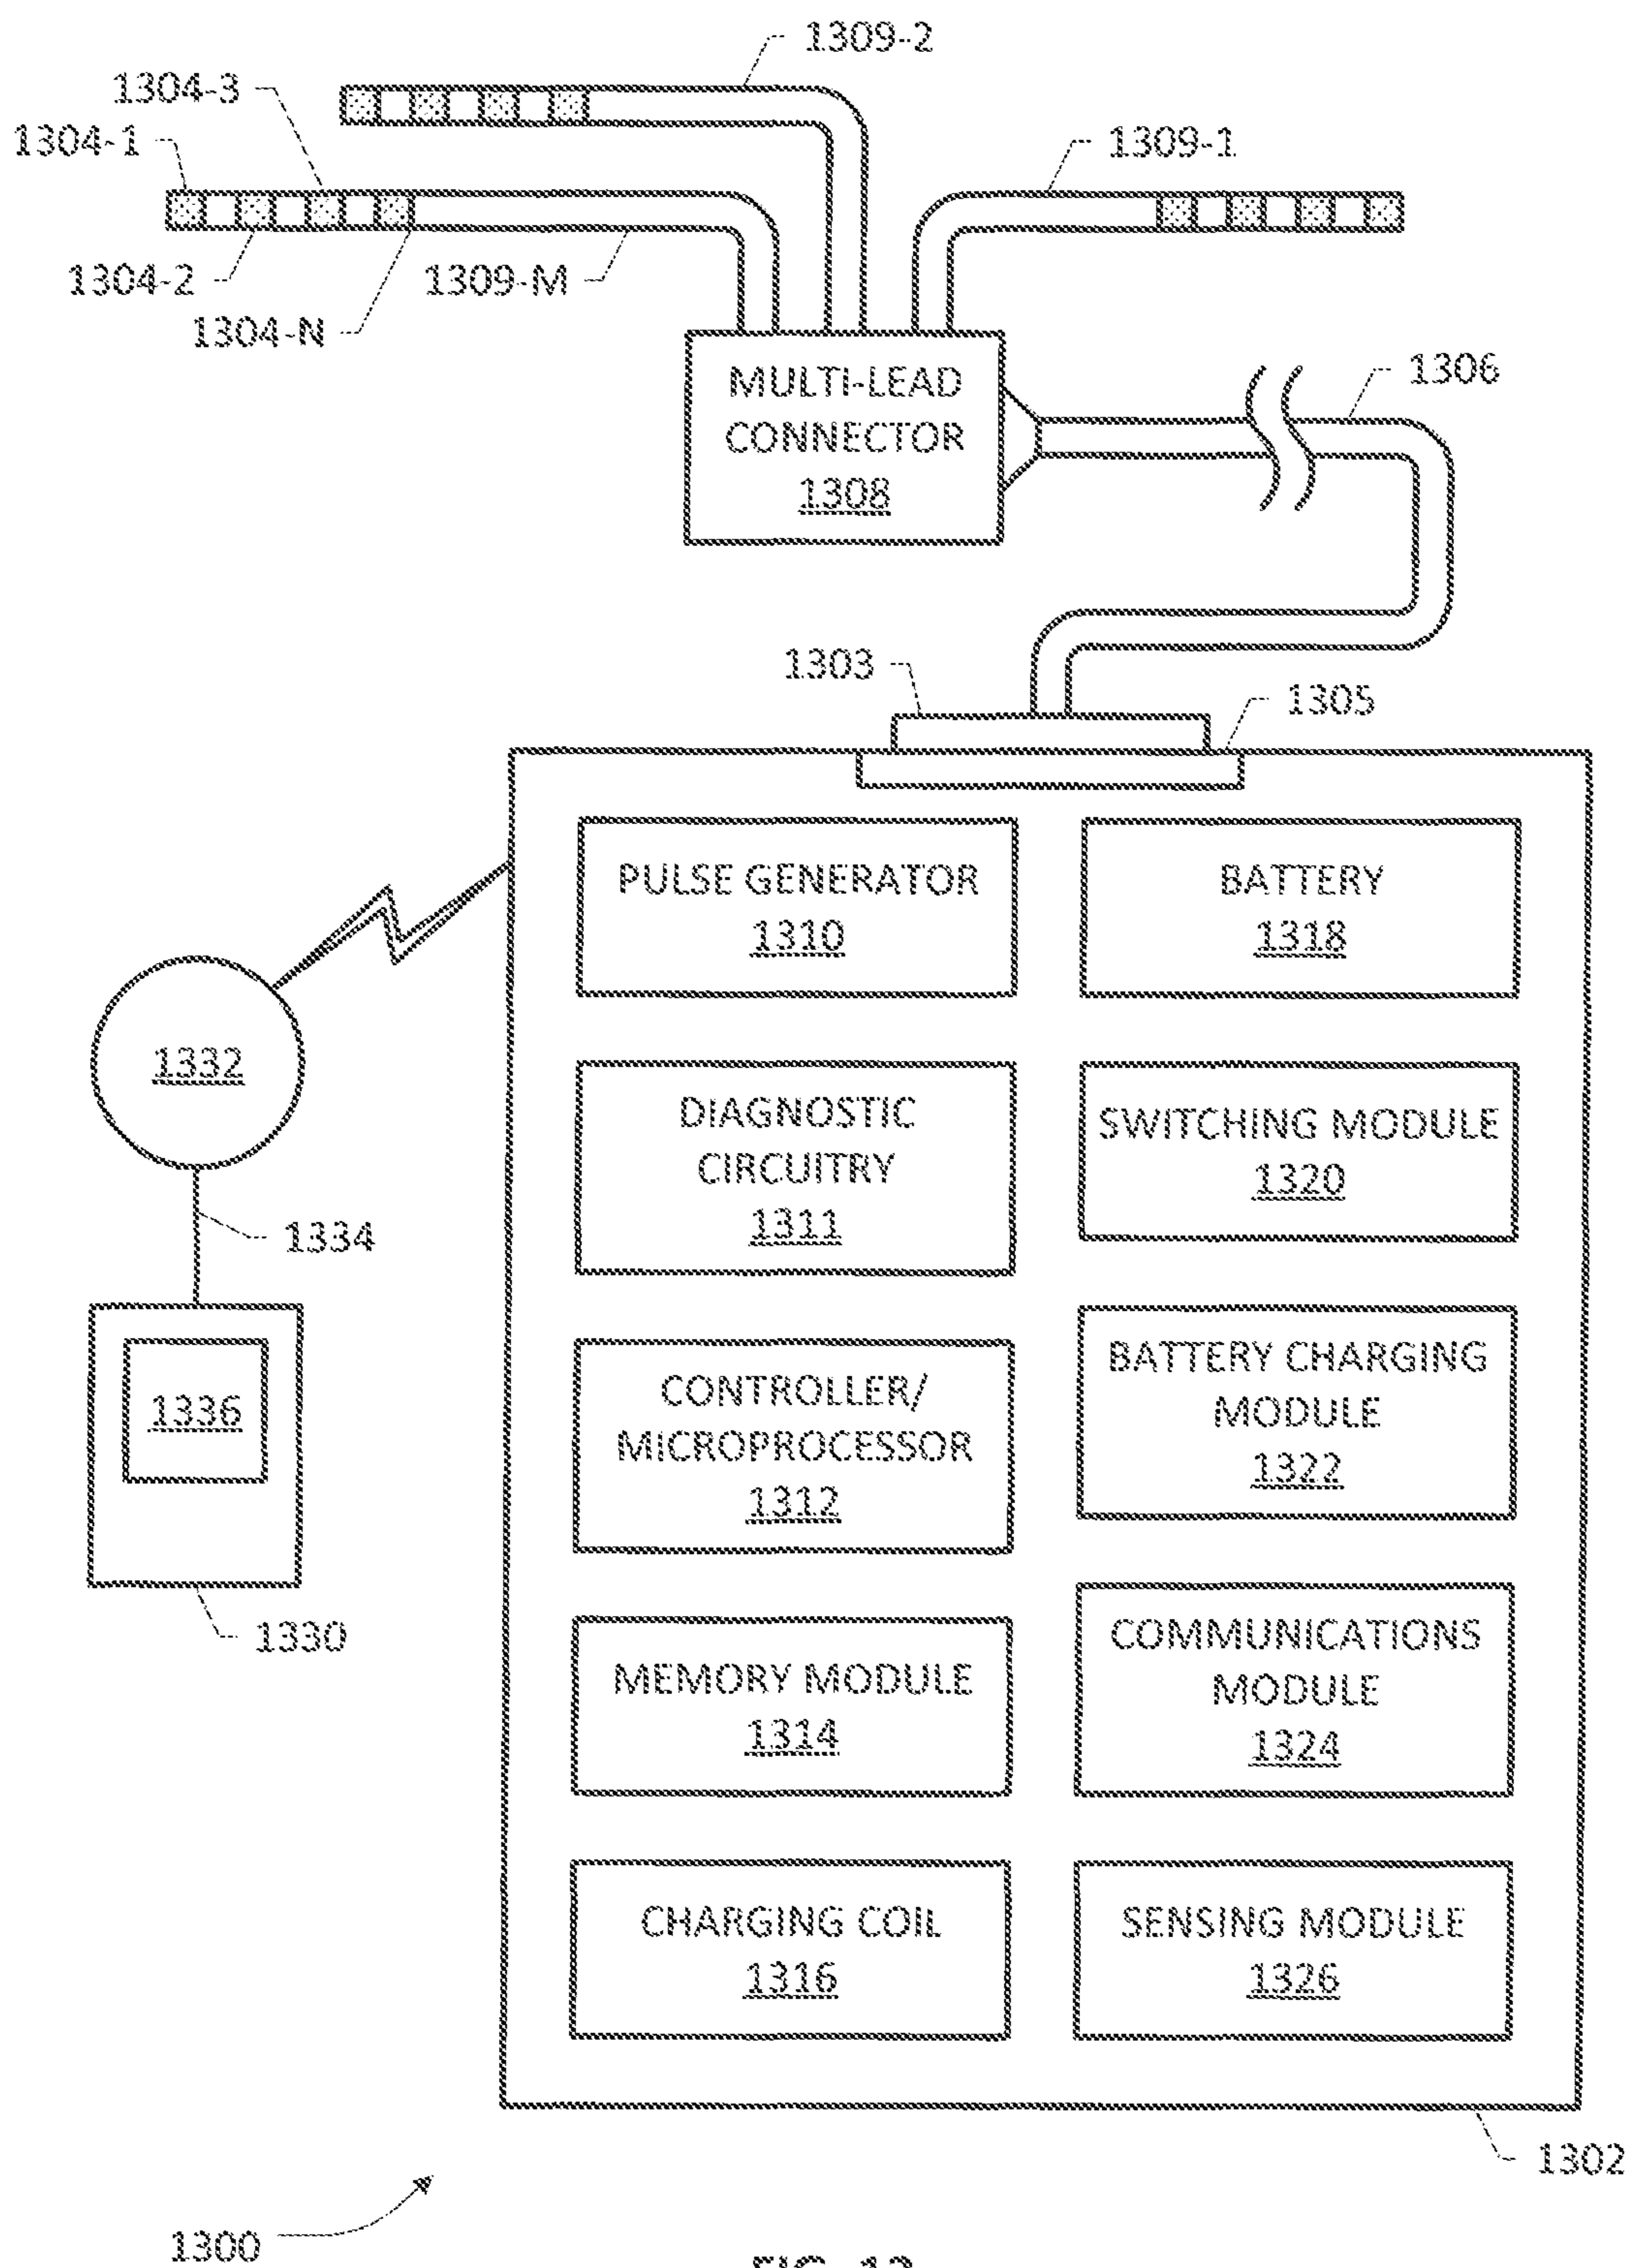 1309-2
1304-3
1304-1
1309-1
1304-2
1309-M
1304-N
1306
MULTI-LEAD
CONNECTOR
1308
1303
1305
PULSE GENERATOR
1310
BATTERY
1318
1332
DIAGNOSTIC
CIRCUITRY
1311
SWITCHING MODULE
1320
1334
1336
CONTROLLER/
MICROPROCESSOR
1312
BATTERY CHARGING
MODULE
1322
1330
MEMORY MODULE
1314
COMMUNICATIONS
MODULE
1324
CHARGING COIL
1316
SENSING MODULE
1326
1302
1300